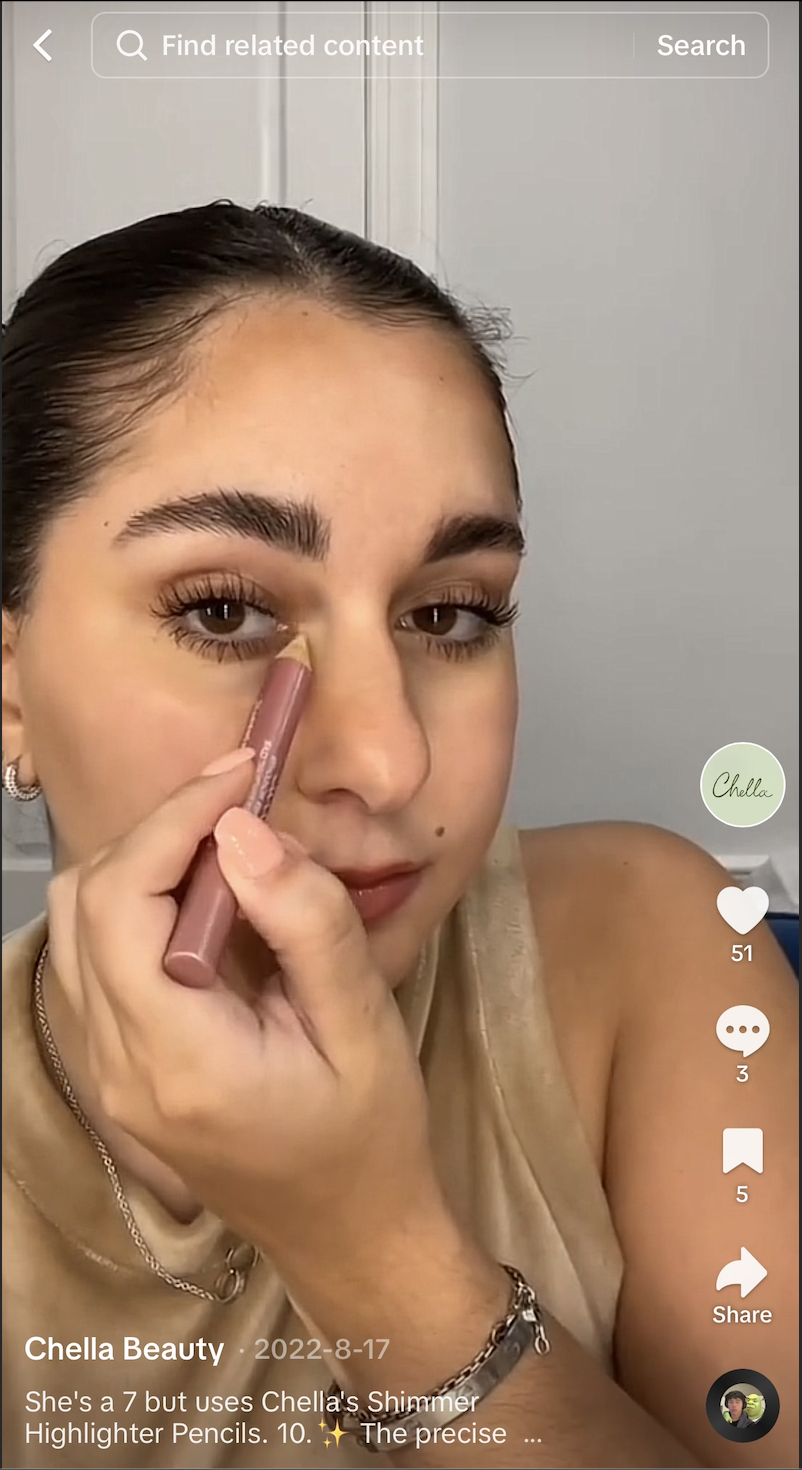 Find related content
Search
Chella
51
3
5
Share
Chella Beauty · 2022-8-17
She's a 7 but uses Chella's Shimmer
Highlighter Pencils. 10.✨ The precise ...